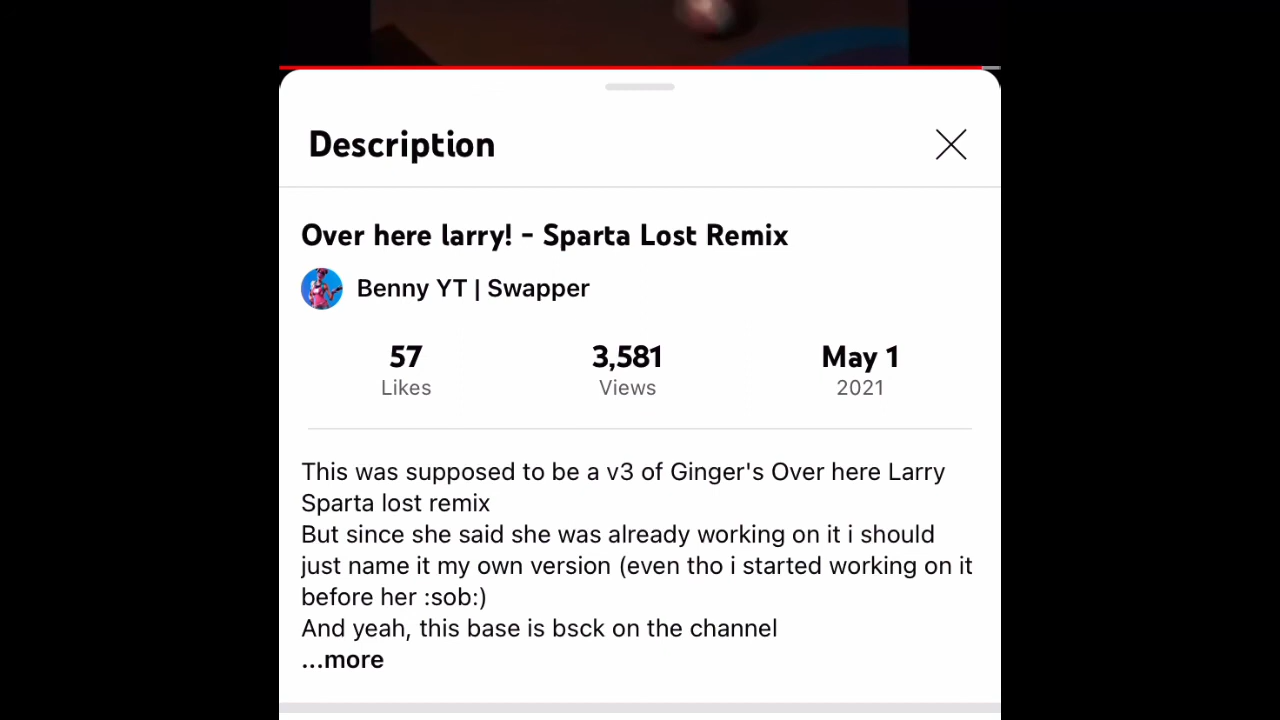 Description
Over here larry! - Sparta Lost Remix
Benny YT | Swapper
57 3,581 May 1
Likes Views 2021
This was supposed to be a v3 of Ginger's Over here Larry
Sparta lost remix
But since she said she was already working on it i should
just name it my own version (even tho i started working on it
before her :sob:)
And yeah, this base is bsck on the channel
...more